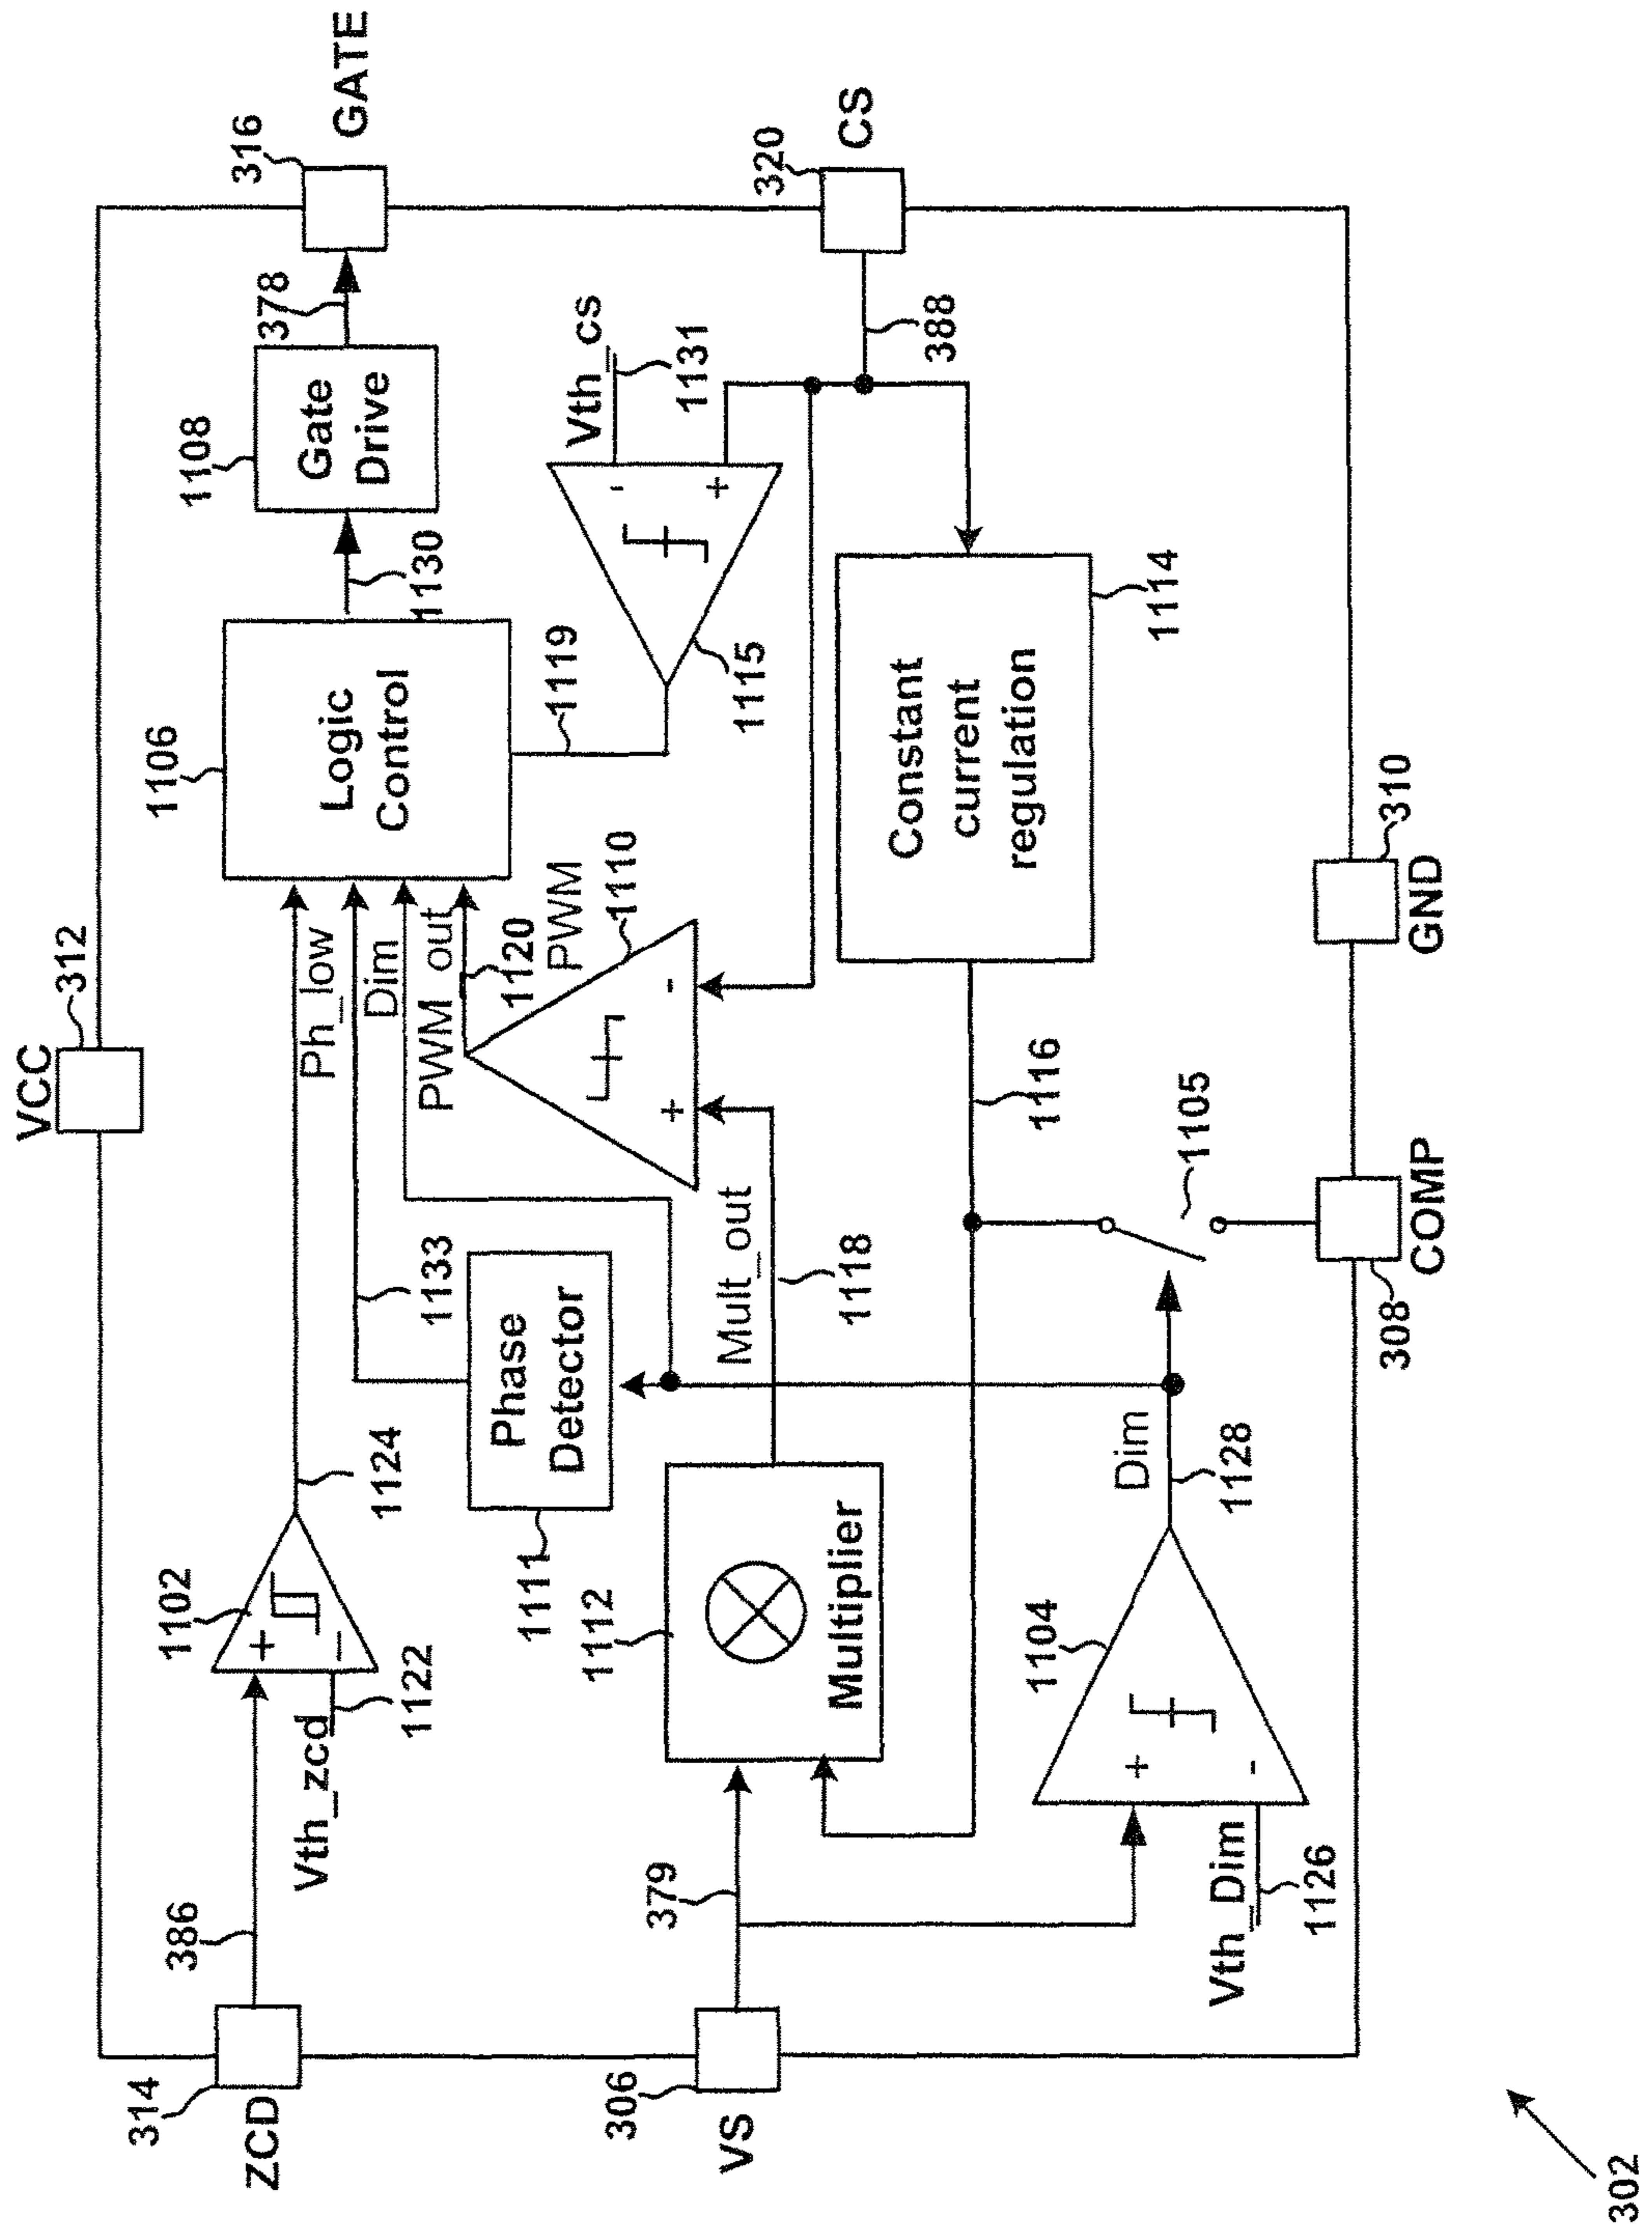 VCC
312
314
ZCD
386
Vth_zcd
1122
1102
+
–
1124
Ph_low
1133
Dim
PWM_out
1120
PWM
1110
+
-
1106
Logic
Control
1130
1108
Gate
Drive
378
316
GATE
1119
1115
-
+
Vth_cs
1131
320
CS
388
1111
Phase
Detector
306
VS
379
1112
Multiplier
Mult_out
1118
1114
Constant
current
regulation
1116
1104
+
-
Vth_Dim
1126
Dim
1128
1105
308
COMP
310
GND
302